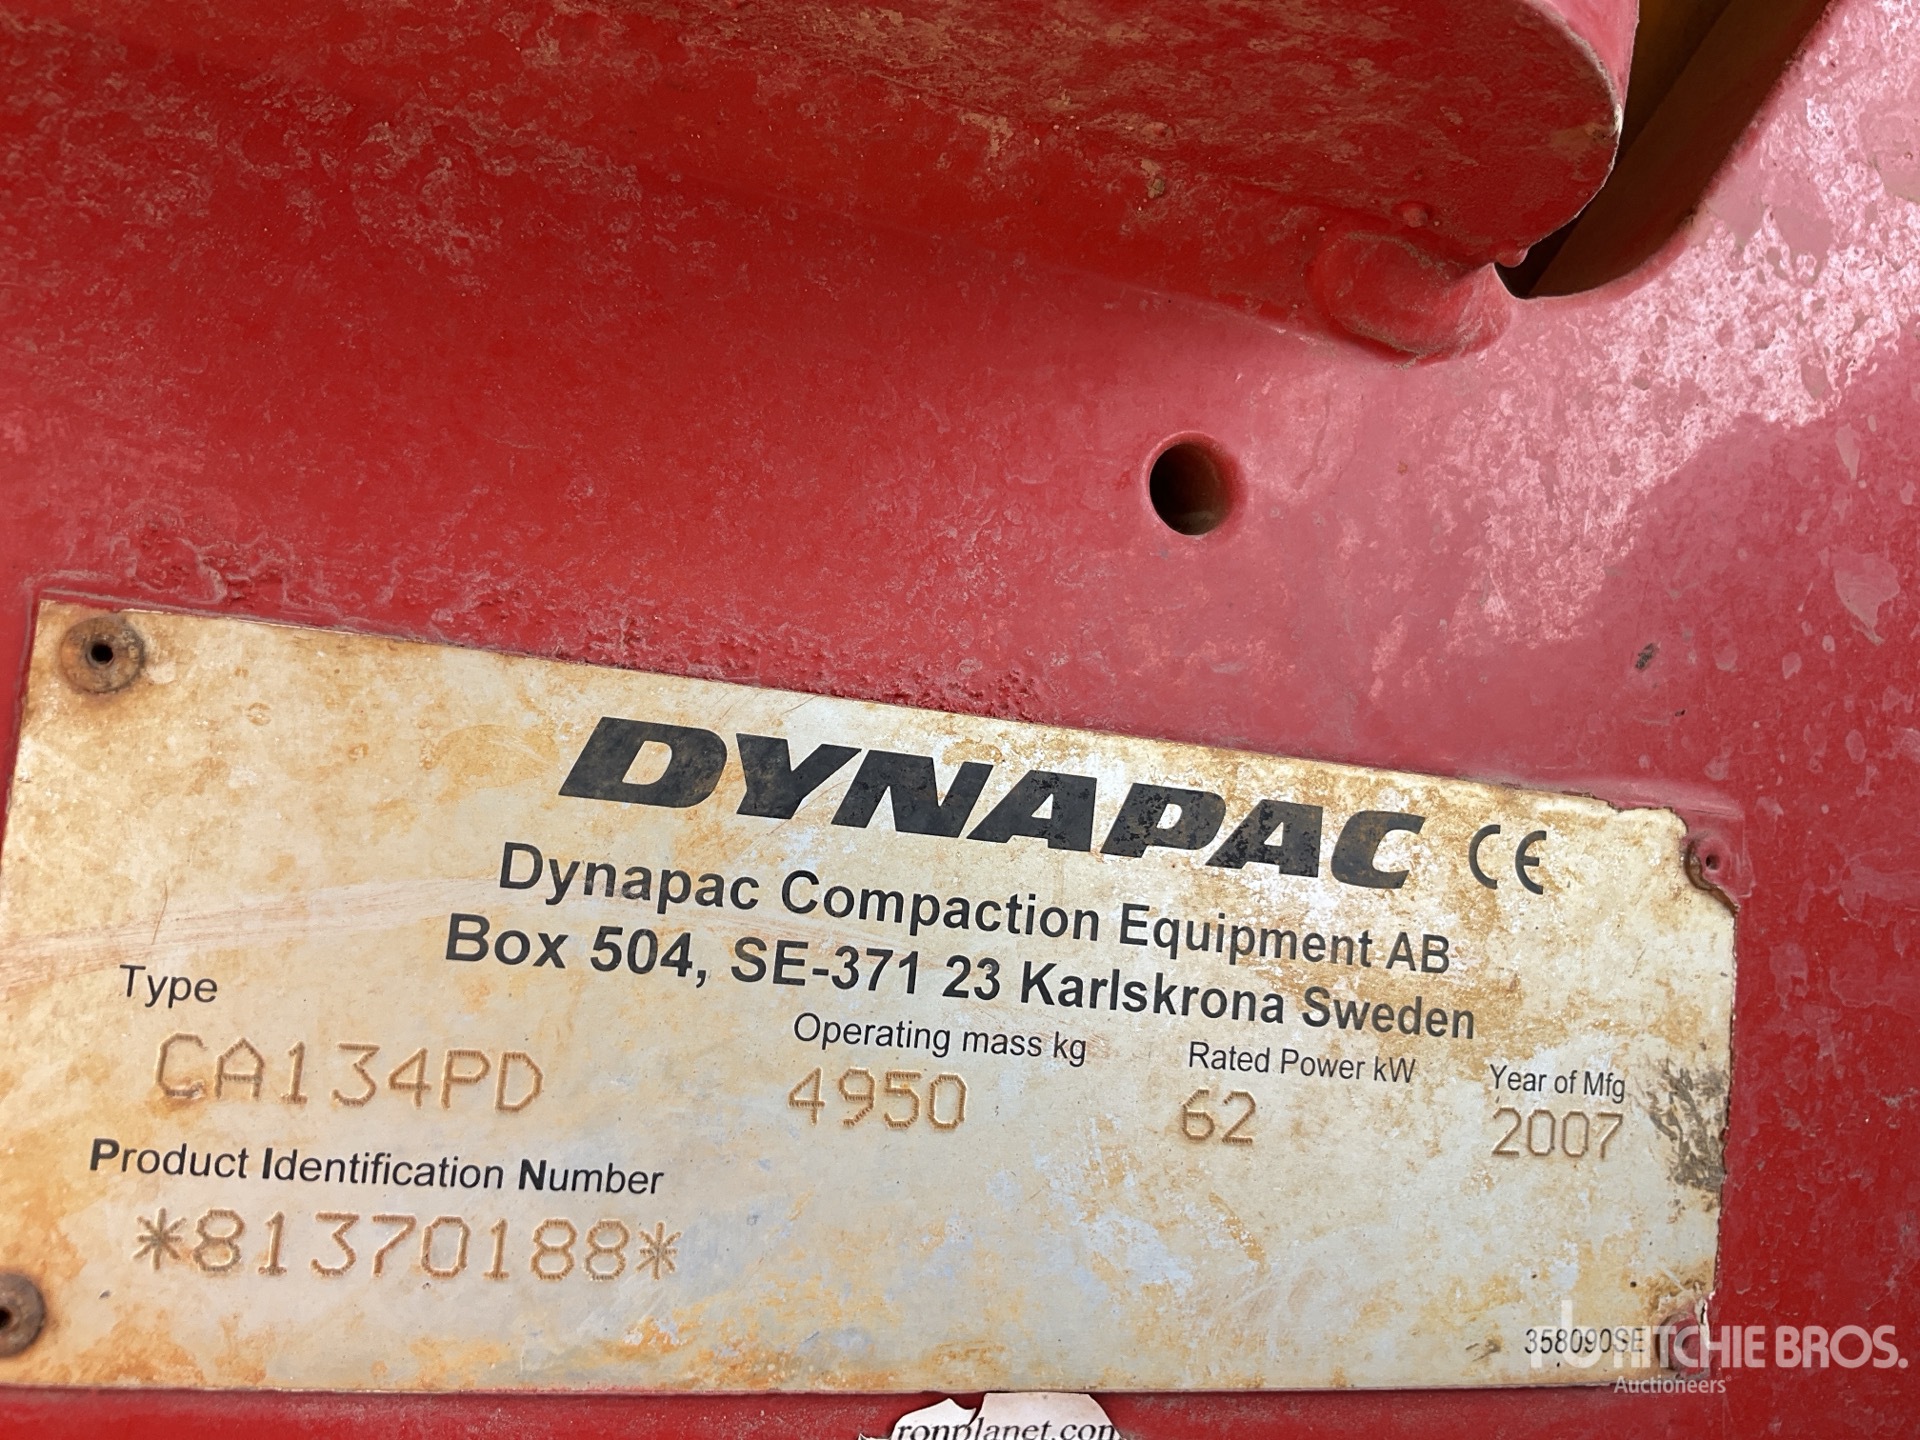 DYNAPAC CE
Dynapac Compaction Equipment AB
Box 504, SE-371 23 Karlskrona Sweden
Type Operating mass kg Rated Power kW Year of Mfg
CA134PD 4950 62 2007
Product Identification Number
*81370188*
358090SE
RITCHIE BROS.
Auctioneers
ronplanet.com